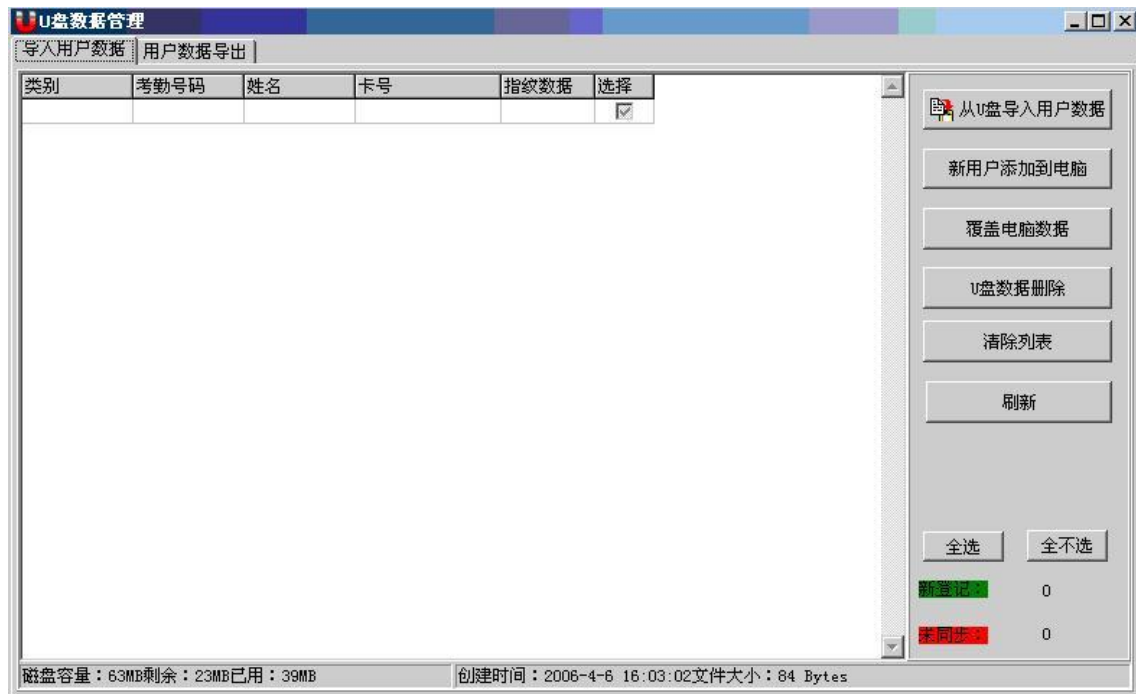 U盘数据管理
导入用户数据 用户数据导出
类别 考勤号码 姓名 卡号 指纹数据 选择
从U盘导入用户数据
新用户添加到电脑
覆盖电脑数据
U盘数据删除
清除列表
刷新
全选 全不选
新登记： 0
未同步： 0
磁盘容量：63MB剩余：23MB已用：39MB 创建时间：2006-4-6 16:03:02文件大小：84 Bytes